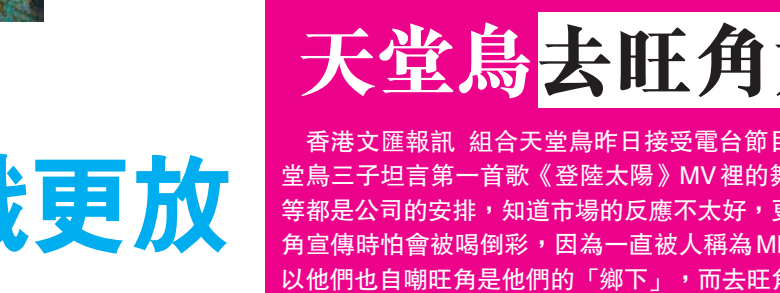 天堂鳥去旺角
香港文匯報訊 組合天堂鳥昨日接受電台節
堂鳥三子坦言第一首歌《登陸太陽》MV裡的
等都是公司的安排，知道市場的反應不太好，
角宣傳時怕會被喝倒彩，因為一直被人稱為M
以他們也自嘲旺角是他們的「鄉下」，而去旺角
更放